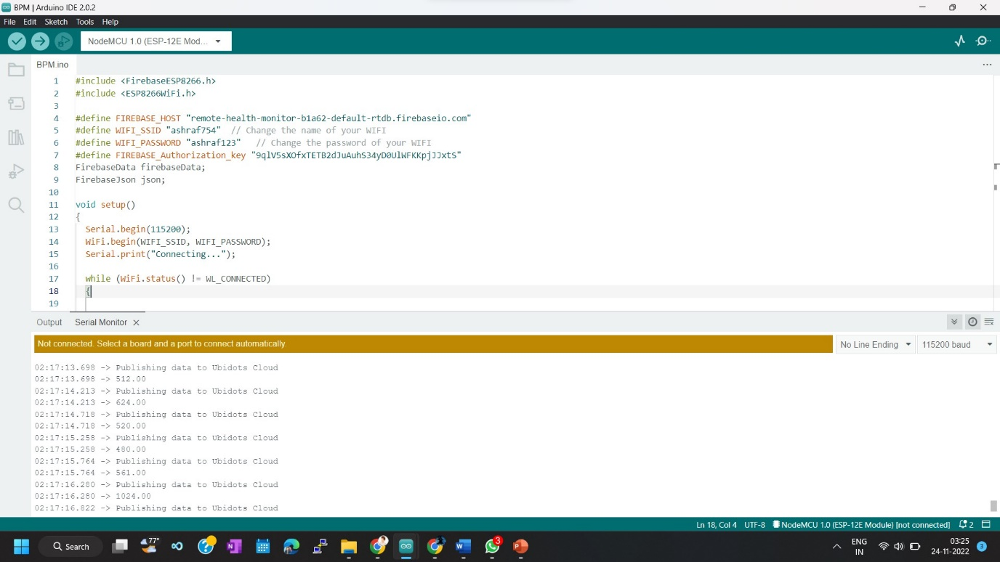 BPM | Arduino IDE 2.0.2
File Edit Sketch Tools Help
NodeMCU 1.0 (ESP-12E Mod...
BPM.ino
1 #include <FirebaseESP8266.h>
2 #include <ESP8266WiFi.h>
3
4 #define FIREBASE_HOST "remote-health-monitor-b1a62-default-rtdb.firebaseio.com"
5 #define WIFI_SSID "ashraf754" // Change the name of your WIFI
6 #define WIFI_PASSWORD "ashraf123" // Change the password of your WIFI
7 #define FIREBASE_Authorization_key "9qlV5sXOfxTETB2dJuAuhS34yD0UlWFKKpjJJxtS"
8 FirebaseData firebaseData;
9 FirebaseJson json;
10
11 void setup()
12 {
13 Serial.begin(115200);
14 WiFi.begin(WIFI_SSID, WIFI_PASSWORD);
15 Serial.print("Connecting...");
16
17 while (WiFi.status() != WL_CONNECTED)
18 {
19
Output Serial Monitor
Not connected. Select a board and a port to connect automatically. No Line Ending 115200 baud
02:17:13.698 -> Publishing data to Ubidots Cloud
02:17:13.698 -> 512.00
02:17:14.213 -> Publishing data to Ubidots Cloud
02:17:14.213 -> 624.00
02:17:14.718 -> Publishing data to Ubidots Cloud
02:17:14.718 -> 520.00
02:17:15.258 -> Publishing data to Ubidots Cloud
02:17:15.258 -> 480.00
02:17:15.764 -> Publishing data to Ubidots Cloud
02:17:15.764 -> 561.00
02:17:16.280 -> Publishing data to Ubidots Cloud
02:17:16.280 -> 1024.00
02:17:16.822 -> Publishing data to Ubidots Cloud
Ln 18, Col 4 UTF-8 NodeMCU 1.0 (ESP-12E Module) [not connected] 2
Search 77° 3 ENG 03:25
IN 24-11-2022 3